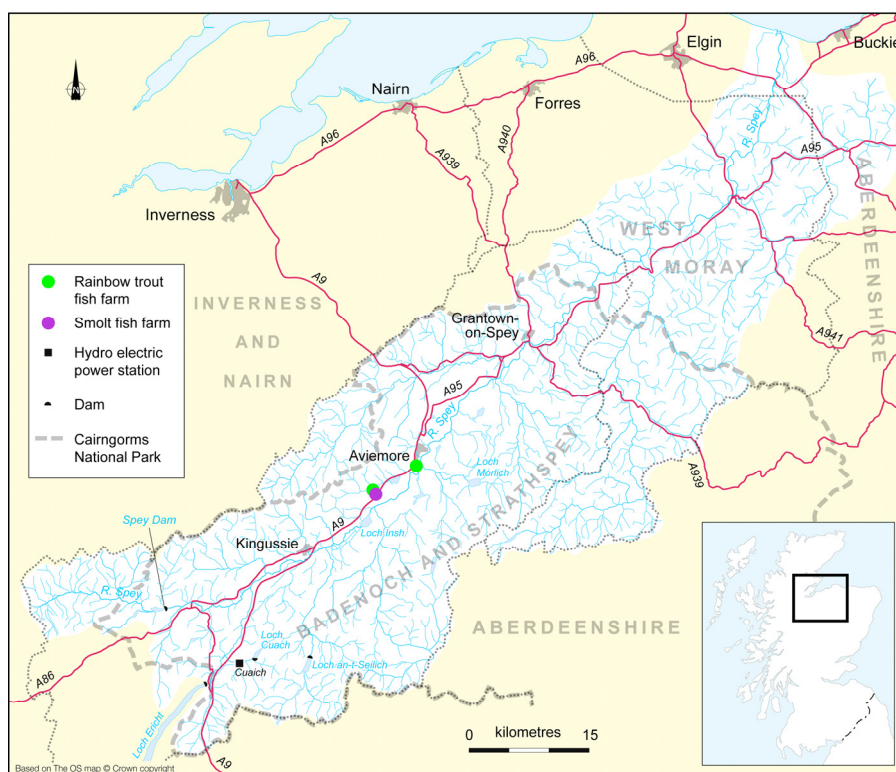 Elgin
Buckie
A96
Nairn
Forres
A96
A939
A940
R. Spey
A95
Inverness
ABERDEENSHIRE
WEST
MORAY
A9
Rainbow trout
fish farm
Smolt fish farm
Hydro electric
power station
Dam
Cairngorms
National Park
INVERNESS
AND
NAIRN
Grantown-
on-Spey
A941
A95
R. Spey
Aviemore
Loch
Morlich
A939
Spey Dam
A9
Loch Insh
Kingussie
BADENOCH AND STRATHSPEY
R. Spey
ABERDEENSHIRE
Loch
Cuach
Loch an-t-Seilich
Cuaich
A86
Loch Ericht
kilometres
0 15
A9
Based on The OS map © Crown copyright
N